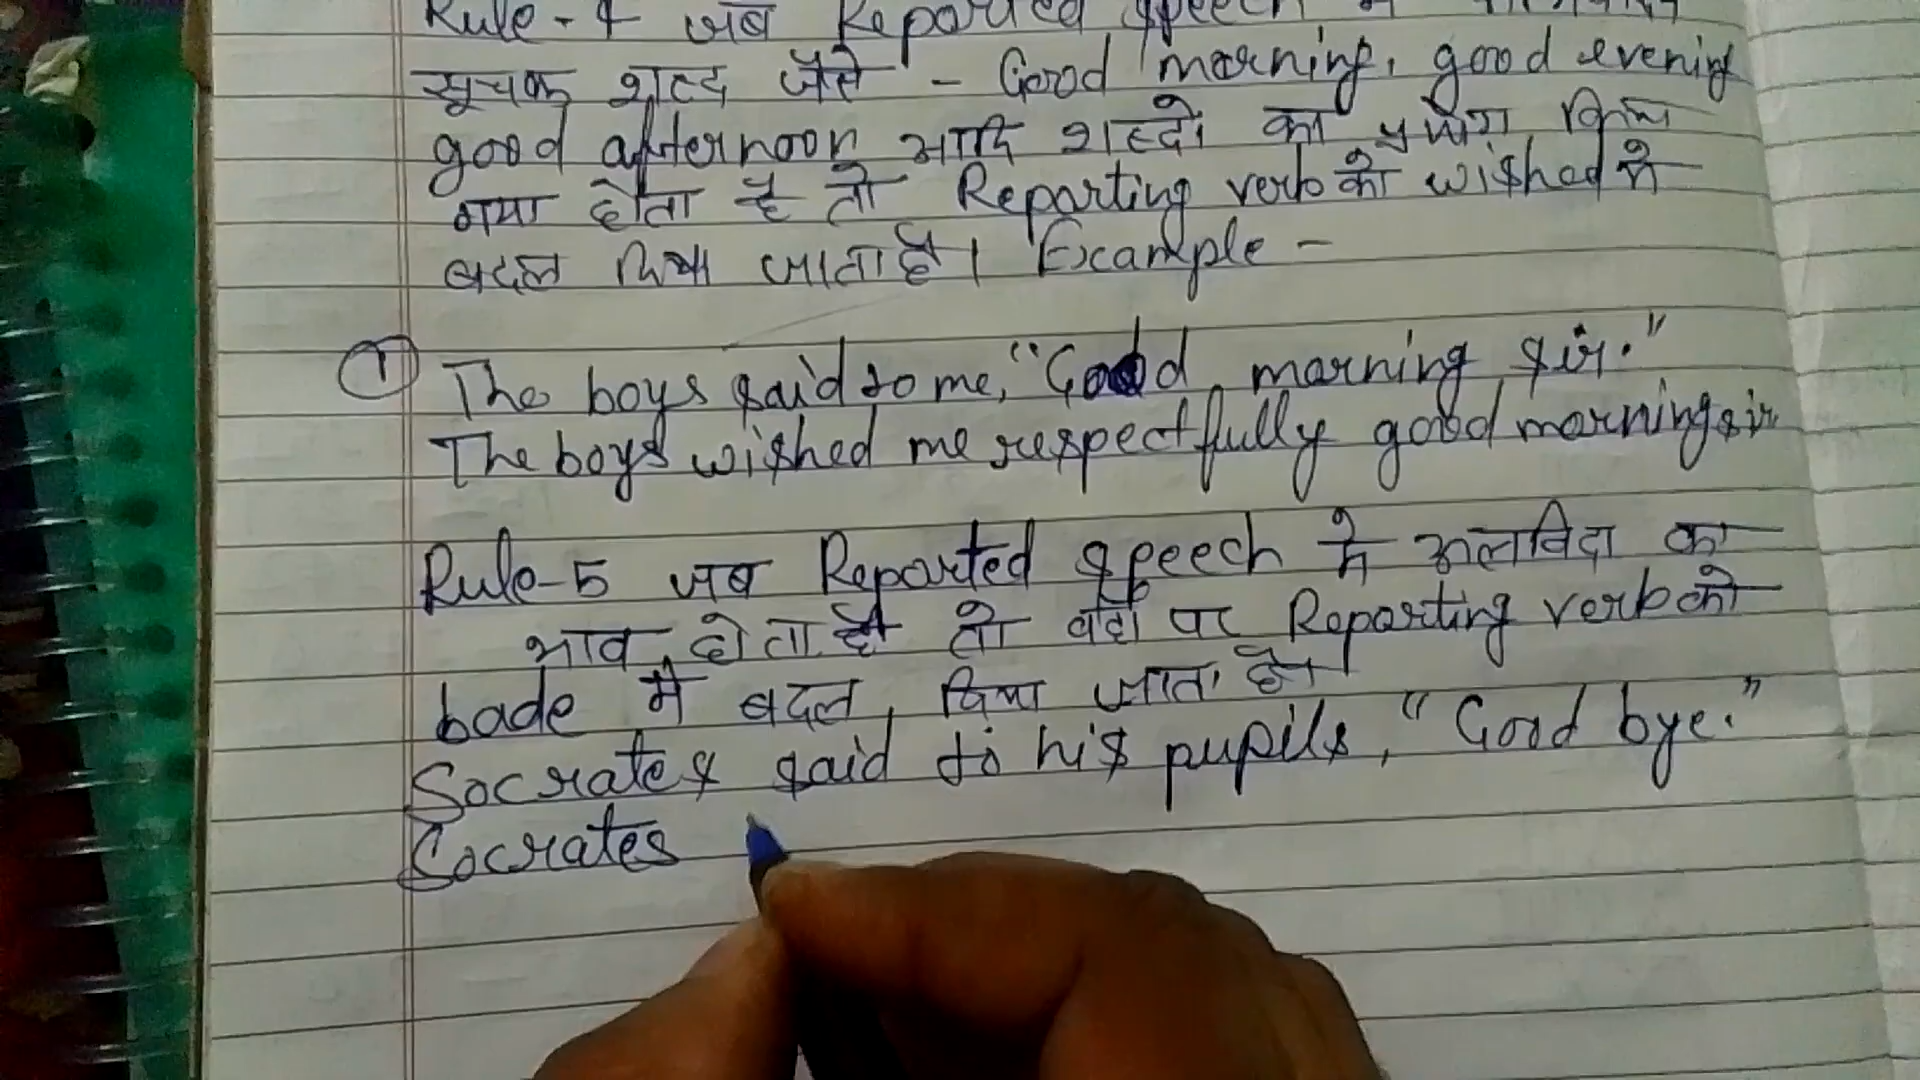 Rule-4 जब Reported speech में
सूचक शब्द जैसे - Good morning, good evening
good afternoon आदि शब्दों का प्रयोग किया
गया होता है तो Reporting verb को wished में
बदल दिया जाता है। Example -
① The boys said to me, "Good morning, sir."
The boys wished me respectfully good morning sir
Rule-5 जब Reported speech में अलविदा का
भाव होता है तो वहाँ पर Reporting verb को
bade में बदल दिया जाता है।
Socrates said to his pupils, "Good bye."
Socrates